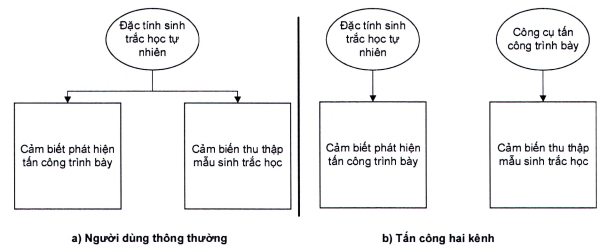 Đặc tính sinh
trắc học tự
nhiên
Cảm biết phát hiện
tấn công trình bày
Cảm biến thu thập
mẫu sinh trắc học
a) Người dùng thông thường
Đặc tính sinh
trắc học tự
nhiên
Công cụ tấn
công trình bày
Cảm biết phát hiện
tấn công trình bày
Cảm biến thu thập
mẫu sinh trắc học
b) Tấn công hai kênh